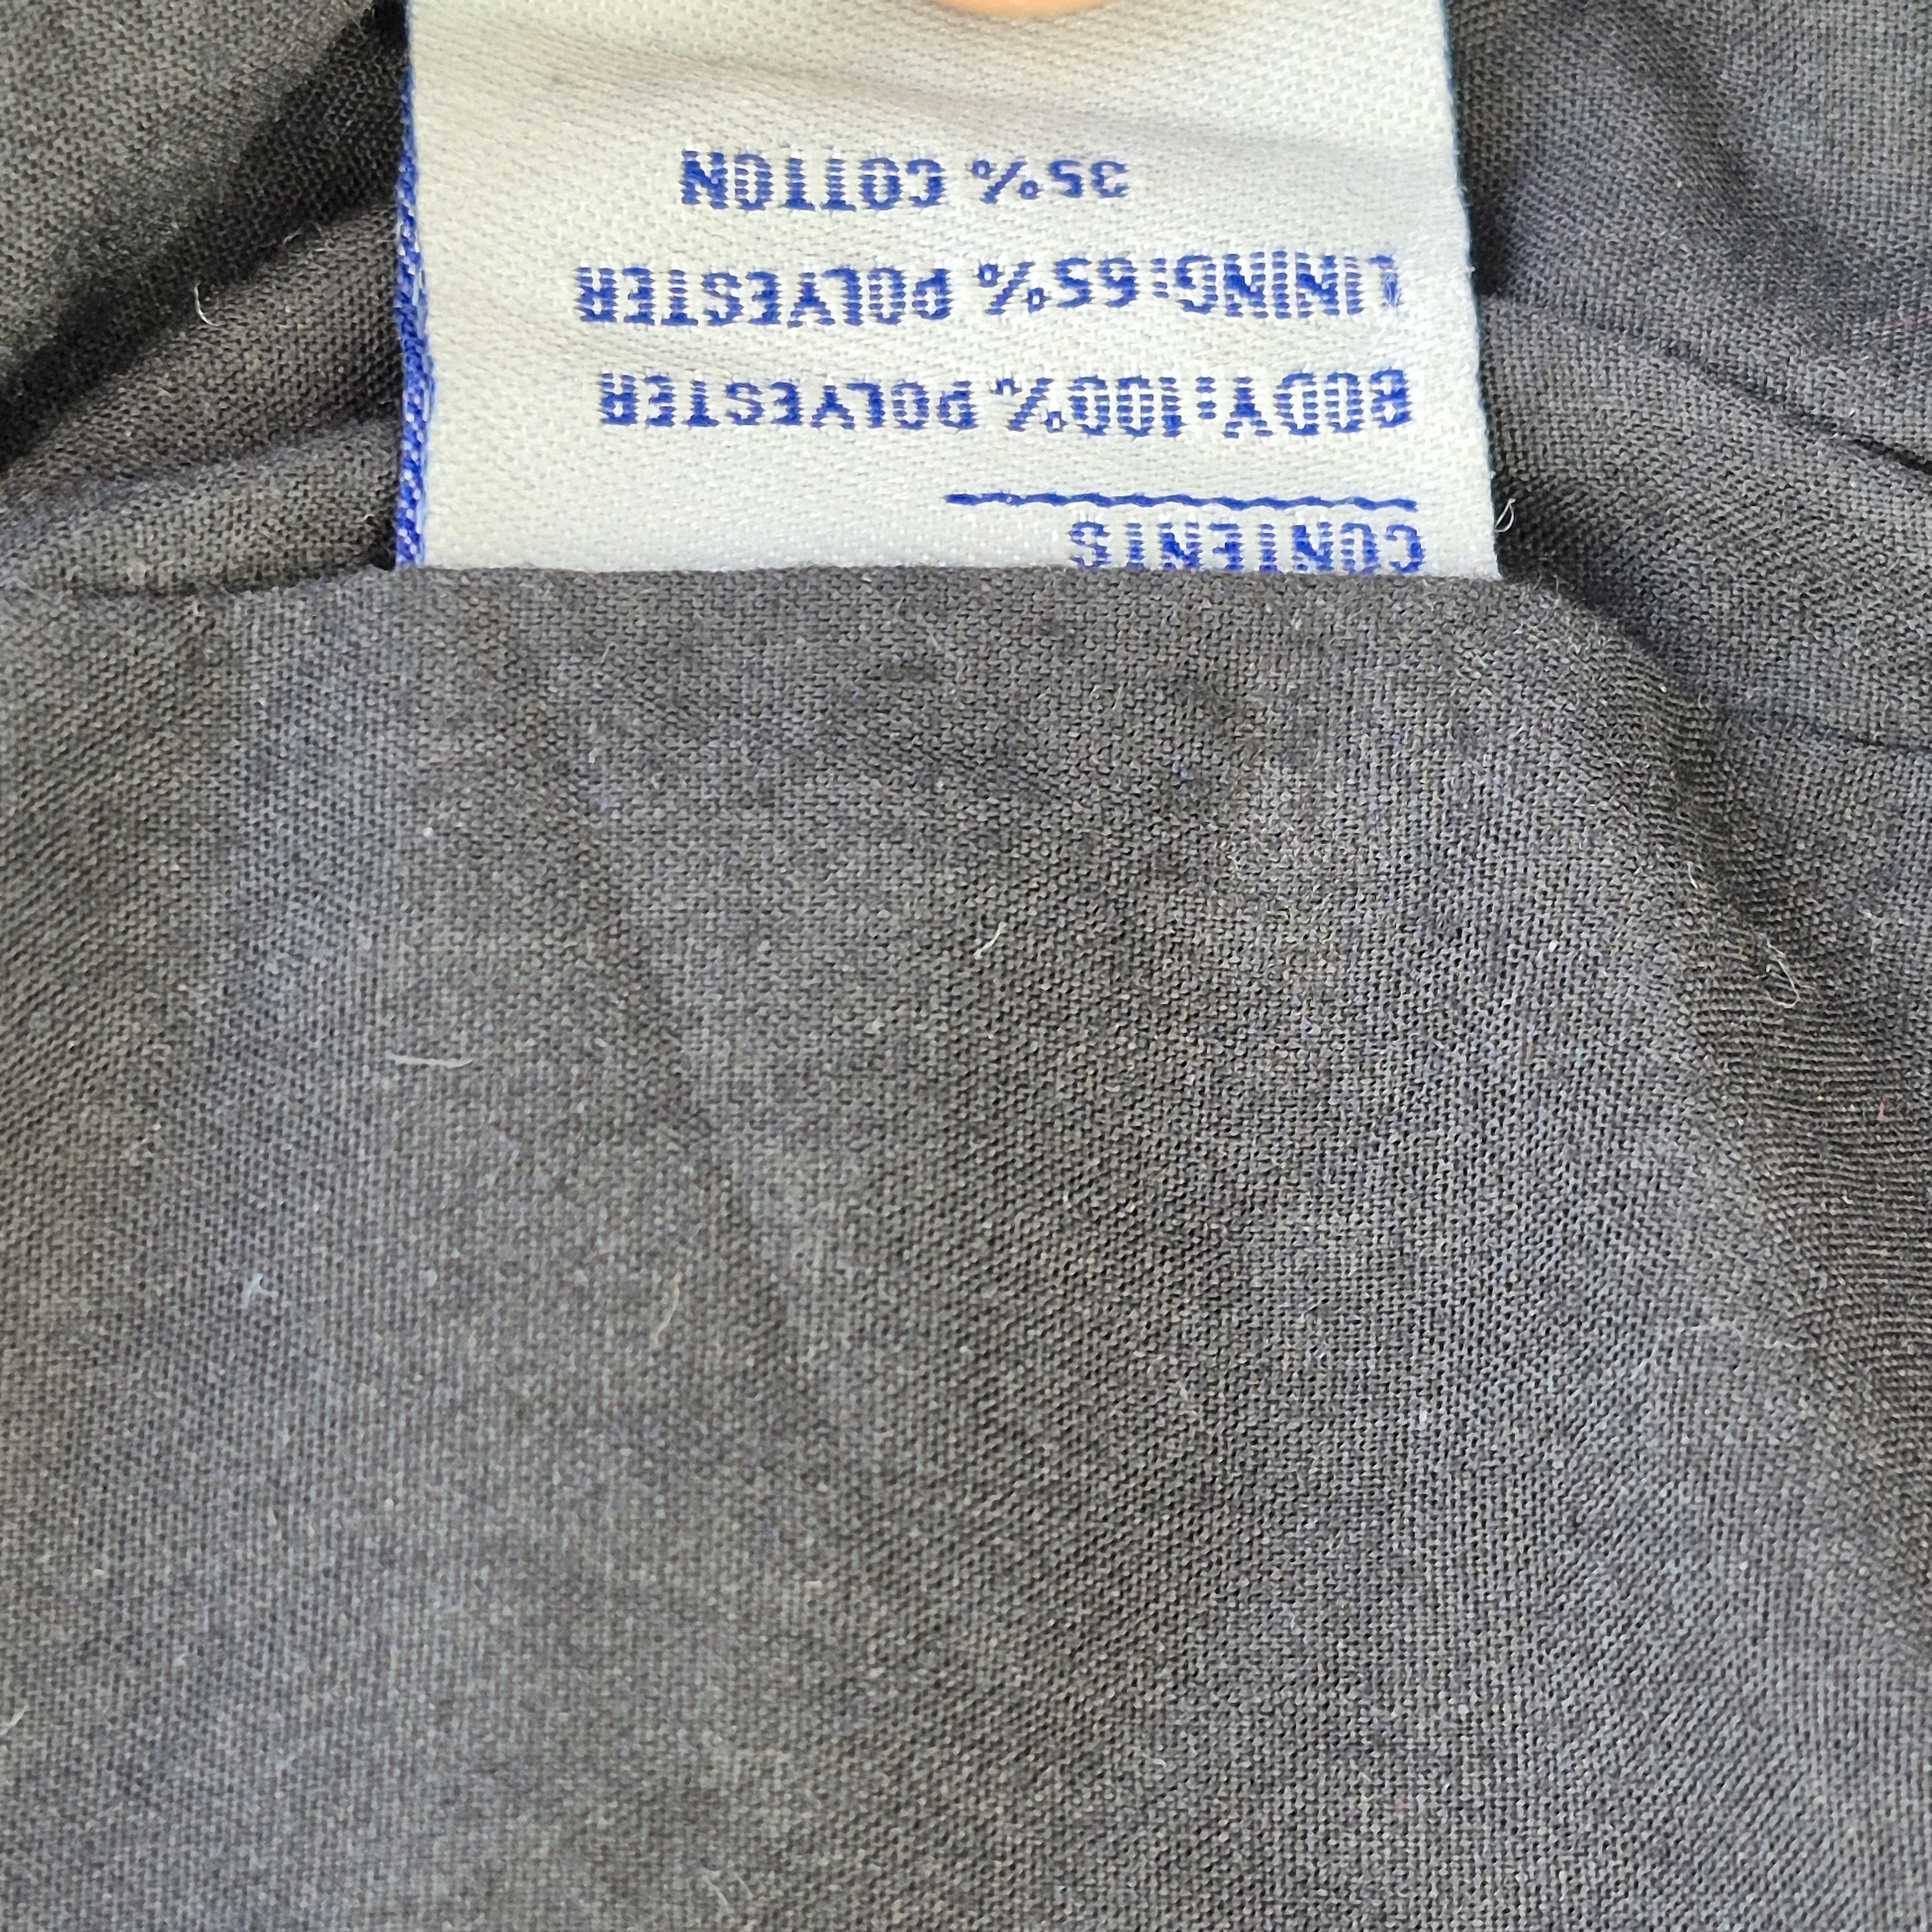 CONTENTS
BODY:100% POLYESTER
LINING:65% POLYESTER
35% COTTON